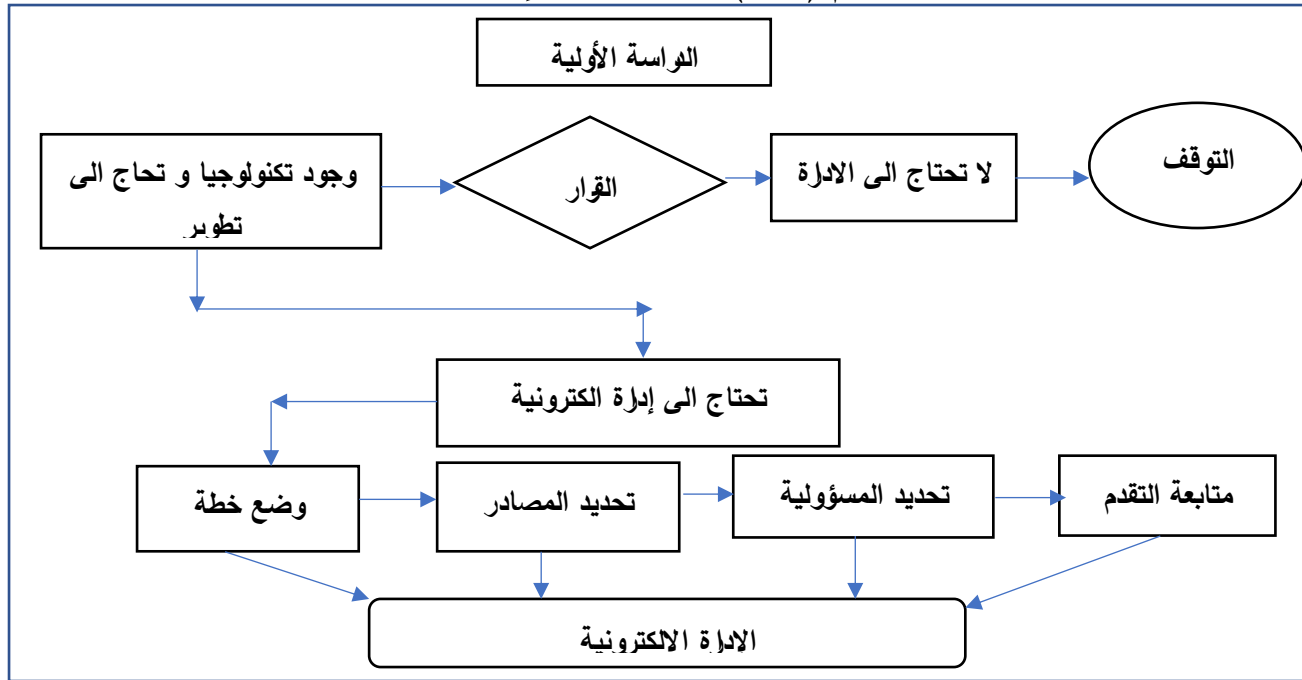 الدراسة الأولية
وجود تكنولوجيا و تحاج الى
تطوير
القرار
لا تحتاج الى الادارة
التوقف
تحتاج الى إدارة الكترونية
وضع خطة
تحديد المصادر
تحديد المسؤولية
متابعة التقدم
الادارة الالكترونية